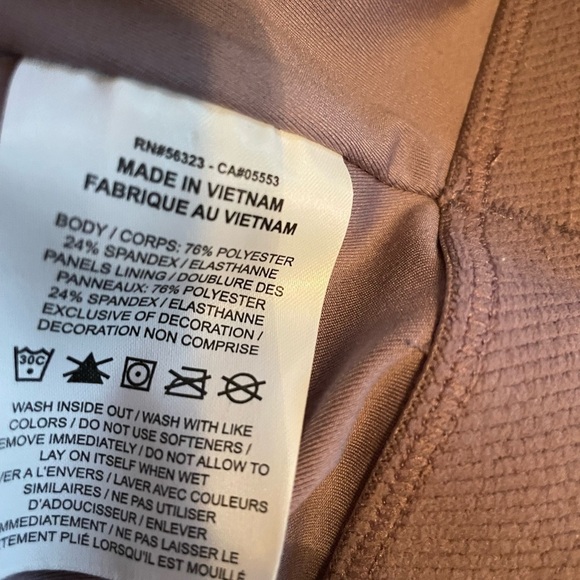 RN#56323 - CA#05553
MADE IN VIETNAM
FABRIQUE AU VIETNAM
BODY / CORPS: 76% POLYESTER
24% SPANDEX / ELASTHANNE
PANELS LINING / DOUBLURE DES
PANNEAUX: 76% POLYESTER
24% SPANDEX / ELASTHANNE
EXCLUSIVE OF DECORATION /
DECORATION NON COMPRISE
30C
WASH INSIDE OUT / WASH WITH LIKE
COLORS / DO NOT USE SOFTENERS /
EMOVE IMMEDIATELY / DO NOT ALLOW TO
LAY ON ITSELF WHEN WET
ER A L'ENVERS / LAVER AVEC COULEURS
SIMILAIRES / NE PAS UTILISER
D'ADOUCISSEUR / ENLEVER
MMEDIATEMENT / NE PAS LAISSER LE
TEMENT PLIÉ LORSQU'IL EST MOUILLÉ